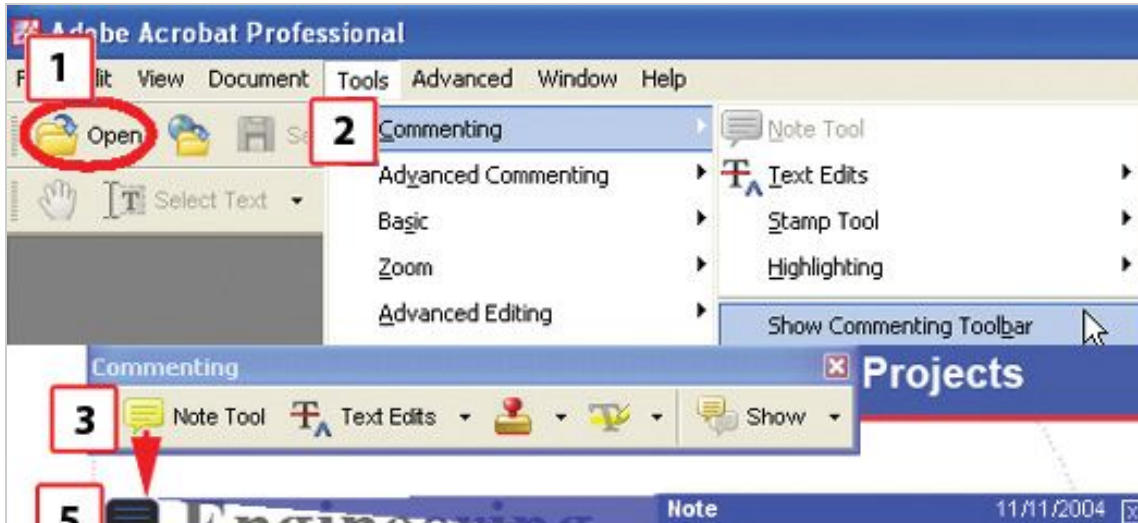 Adobe Acrobat Professional
1
Edit View Document Tools Advanced Window Help
Open
2 Commenting
Note Tool
Select Text
Advanced Commenting
Text Edits
Basic
Stamp Tool
Zoom
Highlighting
Advanced Editing
Show Commenting Toolbar
Commenting
Projects
3 Note Tool Text Edits Show
5 Engineering
Note 11/11/2004